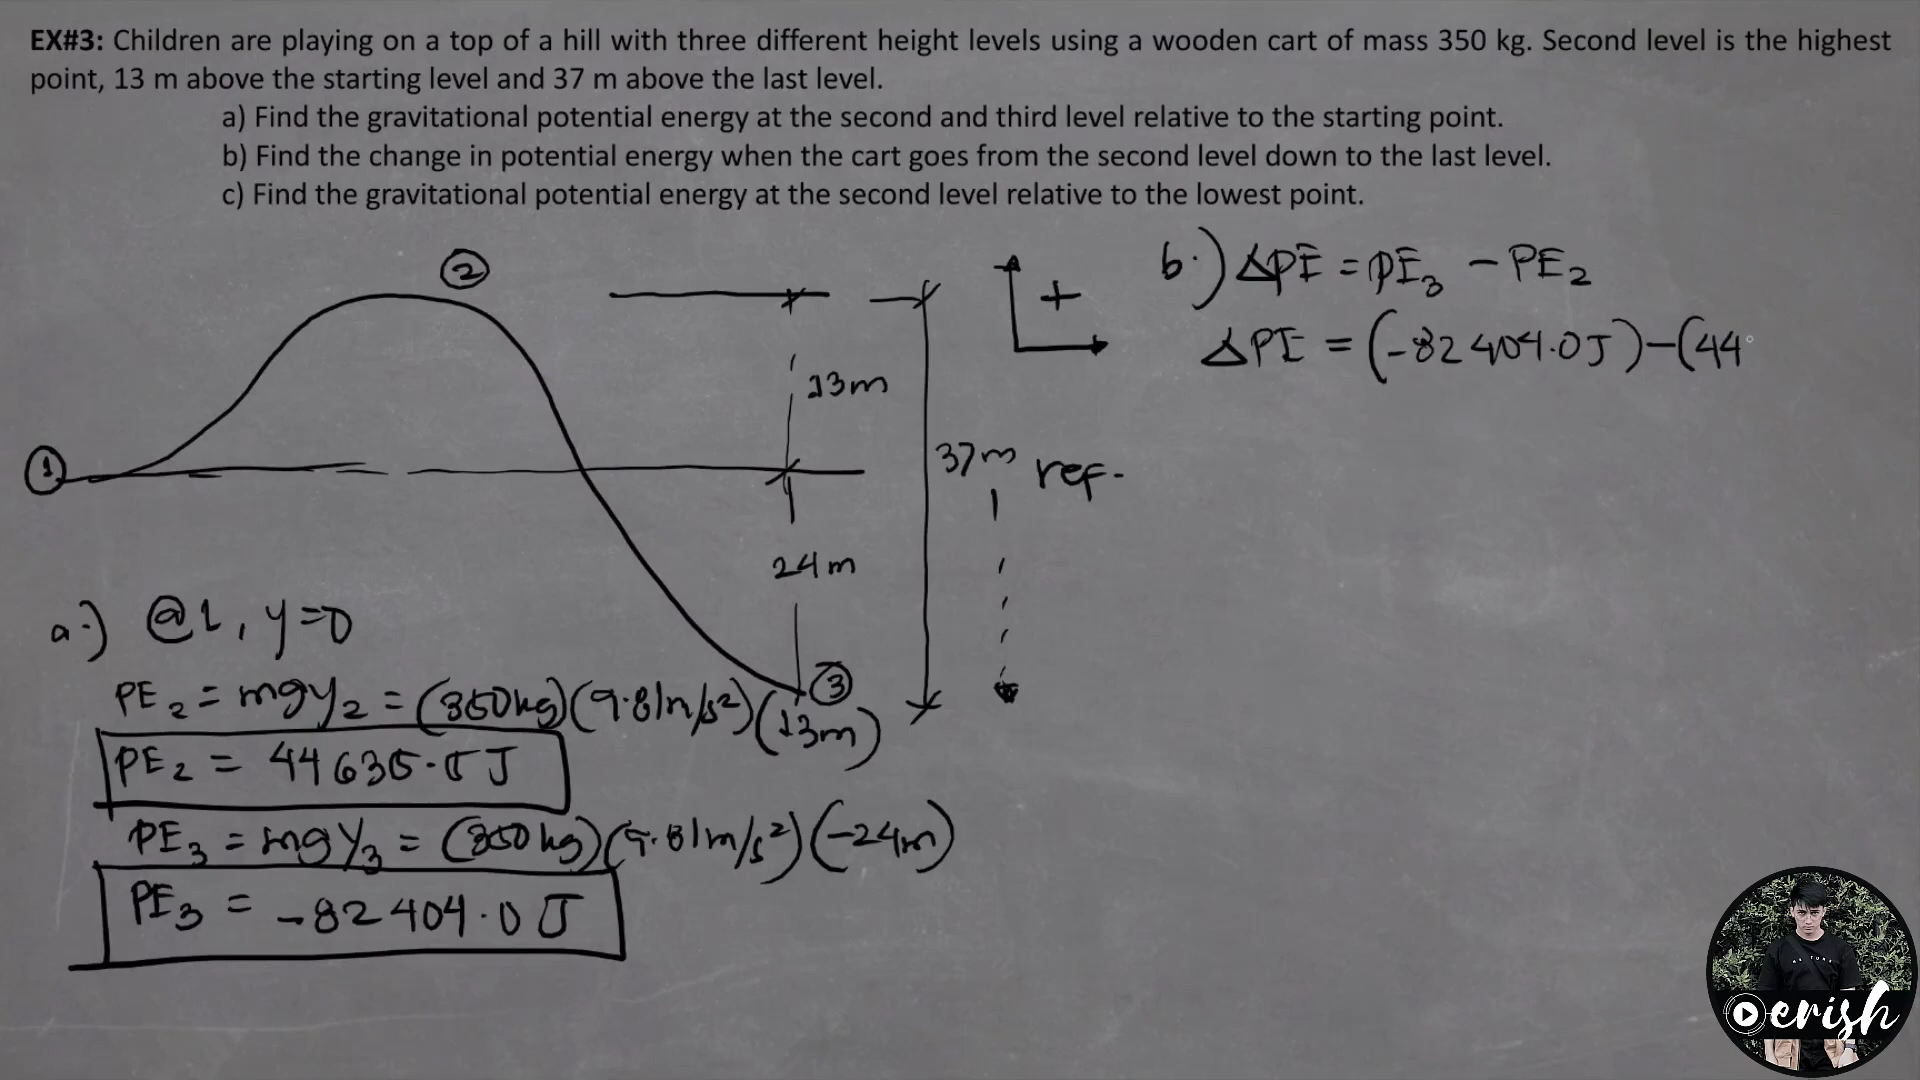 EX#3: Children are playing on a top of a hill with three different height levels using a wooden cart of mass 350 kg. Second level is the highest
point, 13 m above the starting level and 37 m above the last level.
a) Find the gravitational potential energy at the second and third level relative to the starting point.
b) Find the change in potential energy when the cart goes from the second level down to the last level.
c) Find the gravitational potential energy at the second level relative to the lowest point.
②
+
13m
①
37m ref.
24m
③
a.) @1, y=0
PE₂ = mgy₂ = (350kg)(9.81m/s²)(13m)
PE₂ = 44635.5 J
PE₃ = mgy₃ = (350kg)(9.81m/s²)(-24m)
PE₃ = -82404.0 J
b.) ΔPE = PE₃ - PE₂
ΔPE = (-82404.0J)-(44
erish